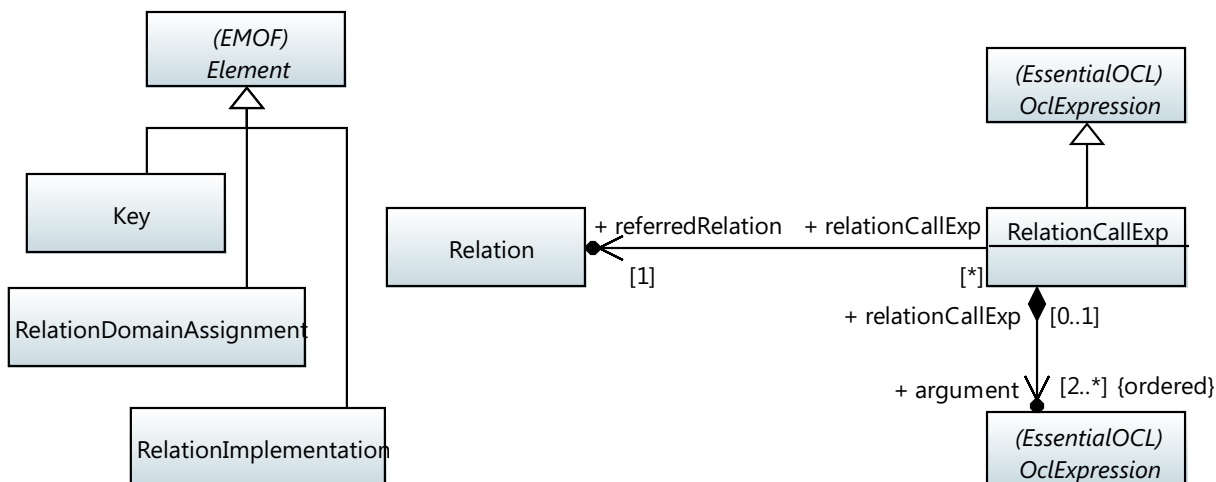 (EMOF)
Element
Key
RelationDomainAssignment
RelationImplementation
(EssentialOCL)
OclExpression
Relation
+ referredRelation
+ relationCallExp
RelationCallExp
[1]
[*]
+ relationCallExp
[0..1]
+ argument
[2..*] {ordered}
(EssentialOCL)
OclExpression